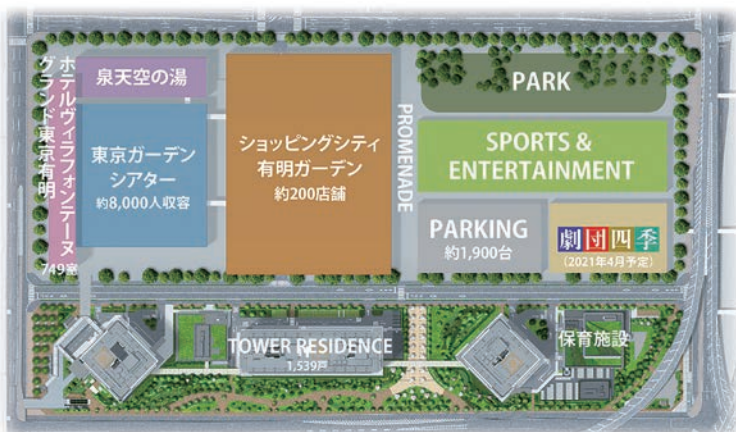 ホテルヴィラフォンテーヌ
グランド東京有明
749室
泉天空の湯
東京ガーデン
シアター
約8,000人収容
ショッピングシティ
有明ガーデン
約200店舗
PROMENADE
PARK
SPORTS &
ENTERTAINMENT
PARKING
約1,900台
劇団四季
(2021年4月予定)
TOWER RESIDENCE
1,539戸
保育施設